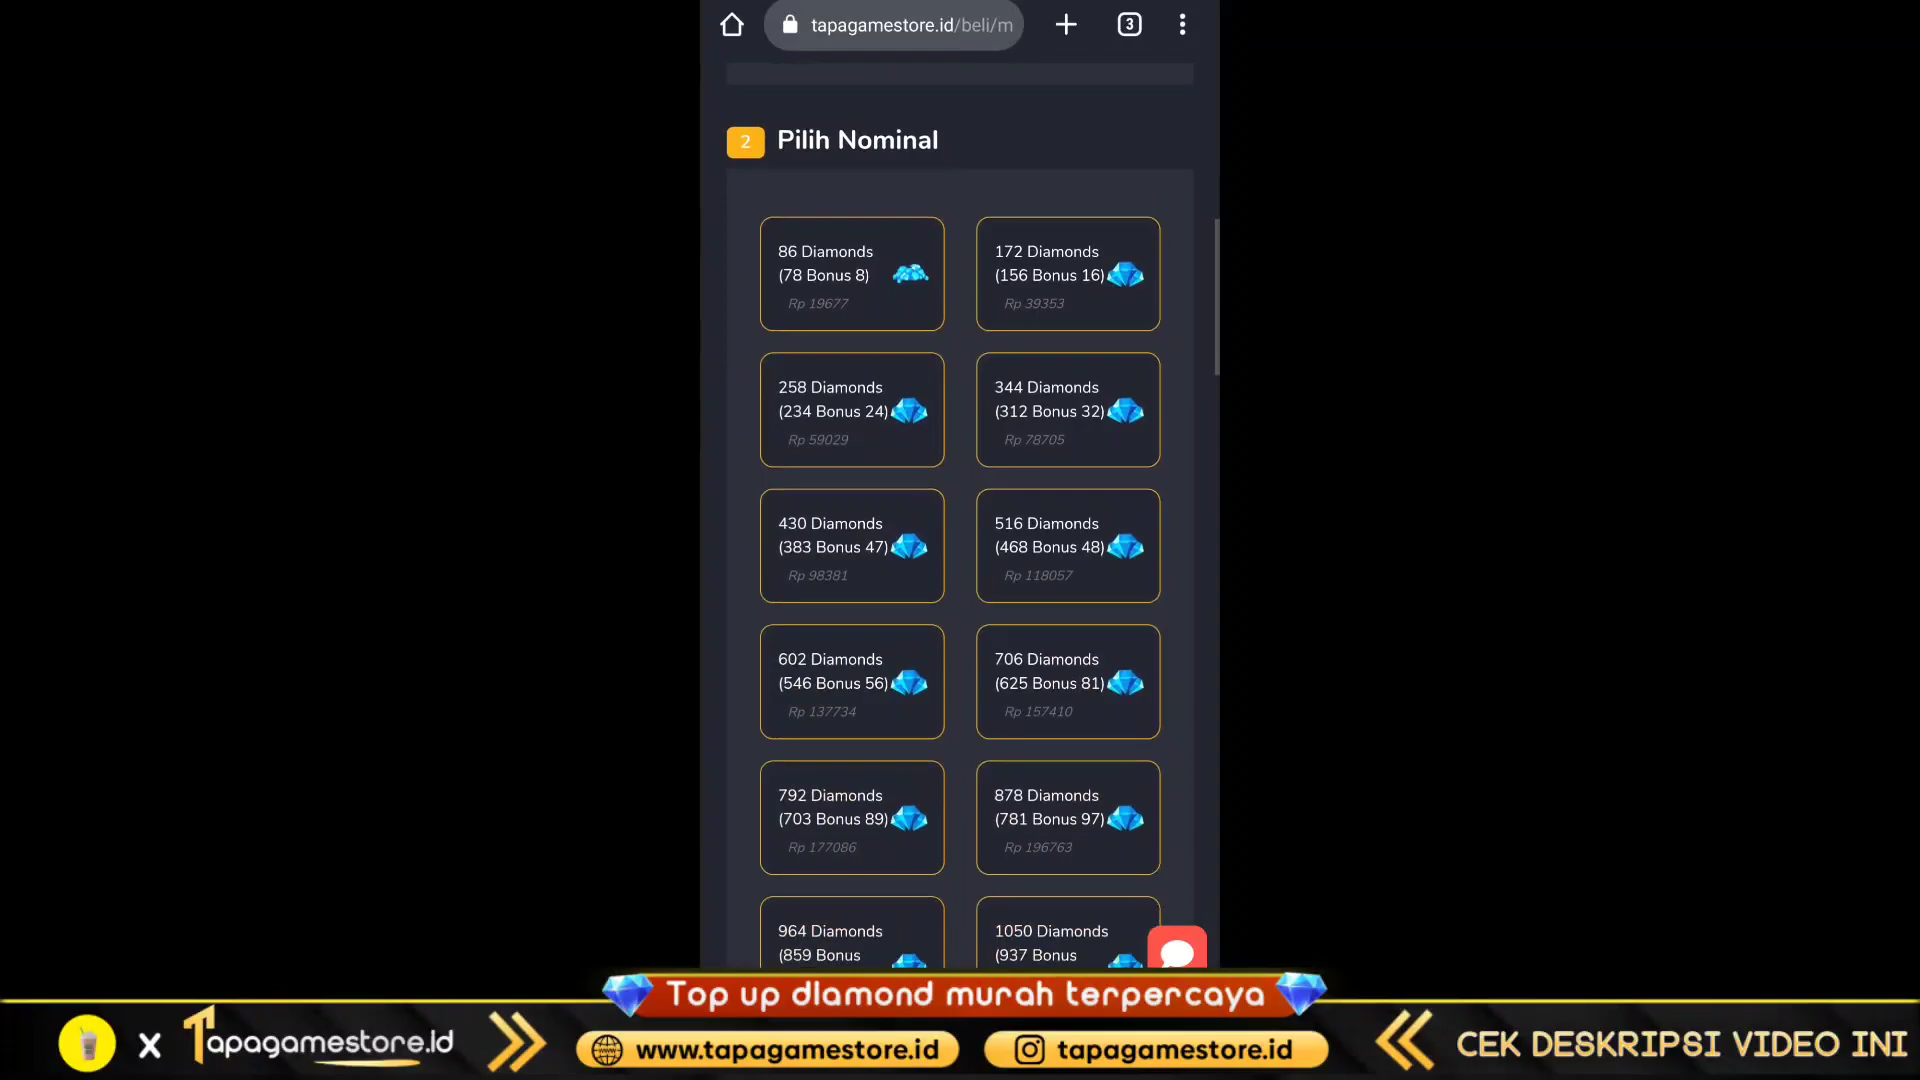 tapagamestore.id/beli/m
3
2 Pilih Nominal
86 Diamonds
(78 Bonus 8)
Rp 19677
172 Diamonds
(156 Bonus 16)
Rp 39353
258 Diamonds
(234 Bonus 24)
Rp 59029
344 Diamonds
(312 Bonus 32)
Rp 78705
430 Diamonds
(383 Bonus 47)
Rp 98381
516 Diamonds
(468 Bonus 48)
Rp 118057
602 Diamonds
(546 Bonus 56)
Rp 137734
706 Diamonds
(625 Bonus 81)
Rp 157410
792 Diamonds
(703 Bonus 89)
Rp 177086
878 Diamonds
(781 Bonus 97)
Rp 196763
964 Diamonds
(859 Bonus
1050 Diamonds
(937 Bonus
Top up diamond murah terpercaya
X Tapagamestore.id
www.tapagamestore.id
tapagamestore.id
CEK DESKRIPSI VIDEO INI